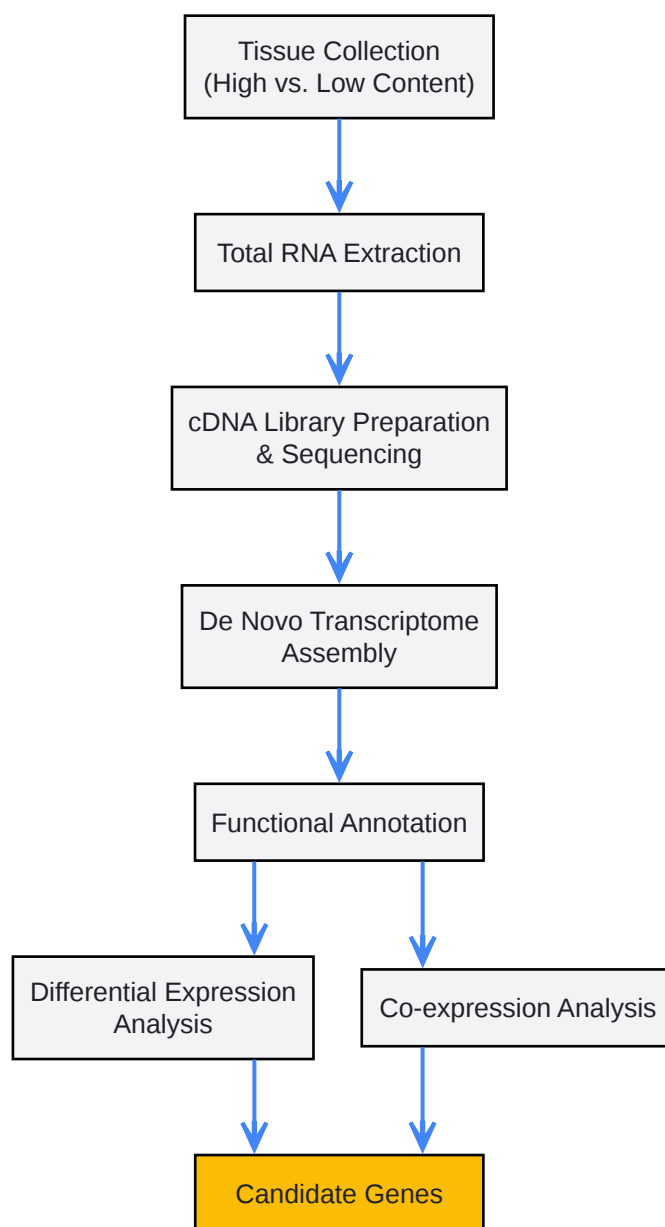 Tissue Collection
(High vs. Low Content)
Total RNA Extraction
cDNA Library Preparation
& Sequencing
De Novo Transcriptome
Assembly
Functional Annotation
Differential Expression
Analysis
Co-expression Analysis
Candidate Genes